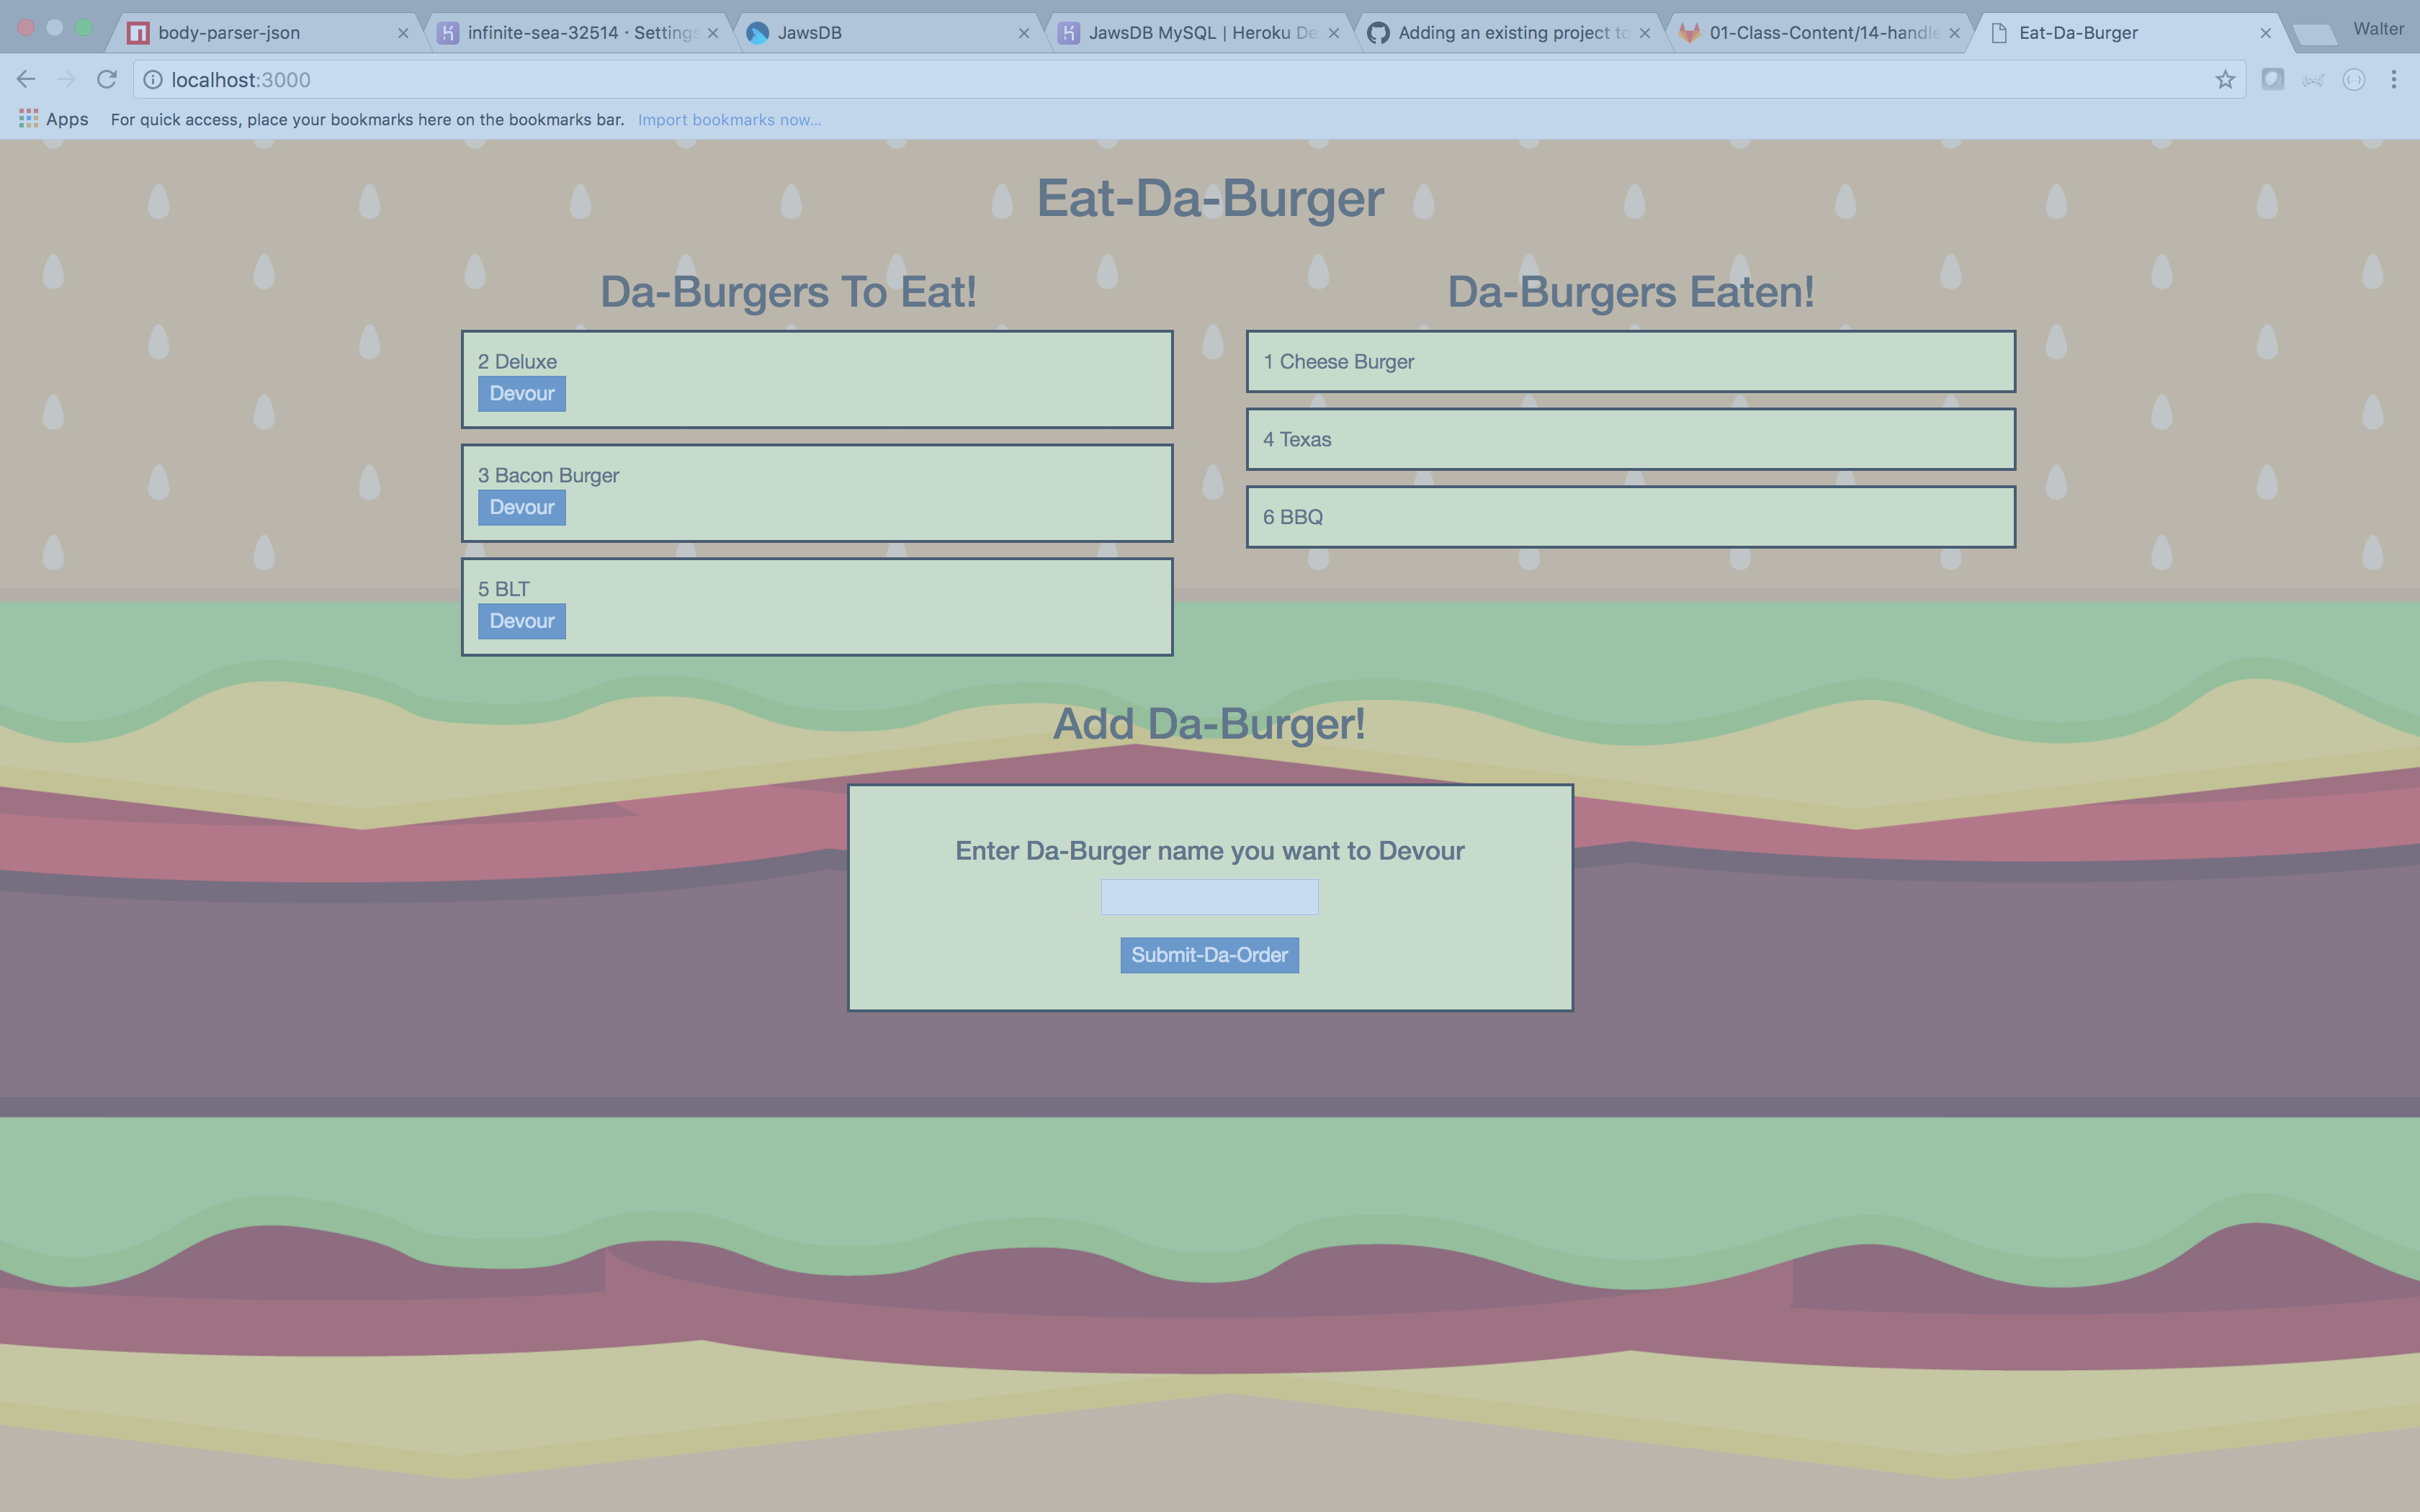 body-parser-json
infinite-sea-32514 · Settings
JawsDB
JawsDB MySQL | Heroku De
Adding an existing project to
01-Class-Content/14-handle
Eat-Da-Burger
Walter
localhost:3000
Apps
For quick access, place your bookmarks here on the bookmarks bar. Import bookmarks now...
Eat-Da-Burger
Da-Burgers To Eat!
2 Deluxe
Devour
3 Bacon Burger
Devour
5 BLT
Devour
Da-Burgers Eaten!
1 Cheese Burger
4 Texas
6 BBQ
Add Da-Burger!
Enter Da-Burger name you want to Devour
Submit-Da-Order